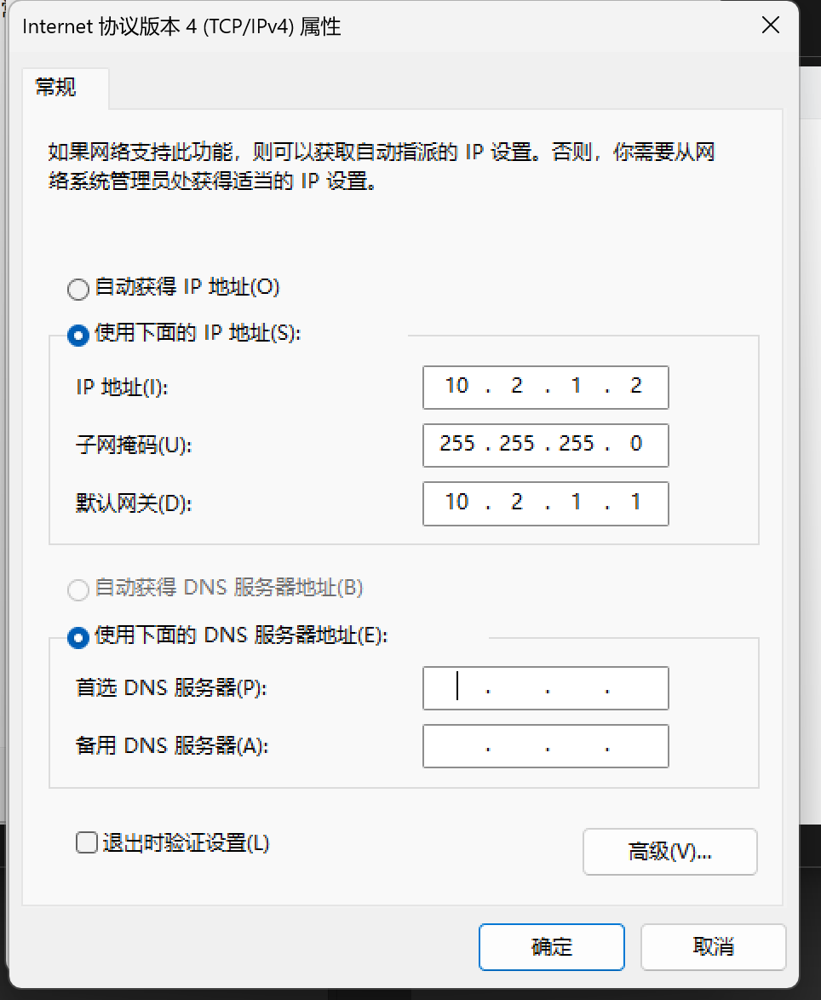 Internet 协议版本 4 (TCP/IPv4) 属性
常规
如果网络支持此功能，则可以获取自动指派的 IP 设置。否则，你需要从网
络系统管理员处获得适当的 IP 设置。
自动获得 IP 地址(O)
使用下面的 IP 地址(S):
IP 地址(I):
10 . 2 . 1 . 2
子网掩码(U):
255 . 255 . 255 . 0
默认网关(D):
10 . 2 . 1 . 1
自动获得 DNS 服务器地址(B)
使用下面的 DNS 服务器地址(E):
首选 DNS 服务器(P):
. . .
备用 DNS 服务器(A):
. . .
退出时验证设置(L)
高级(V)...
确定
取消